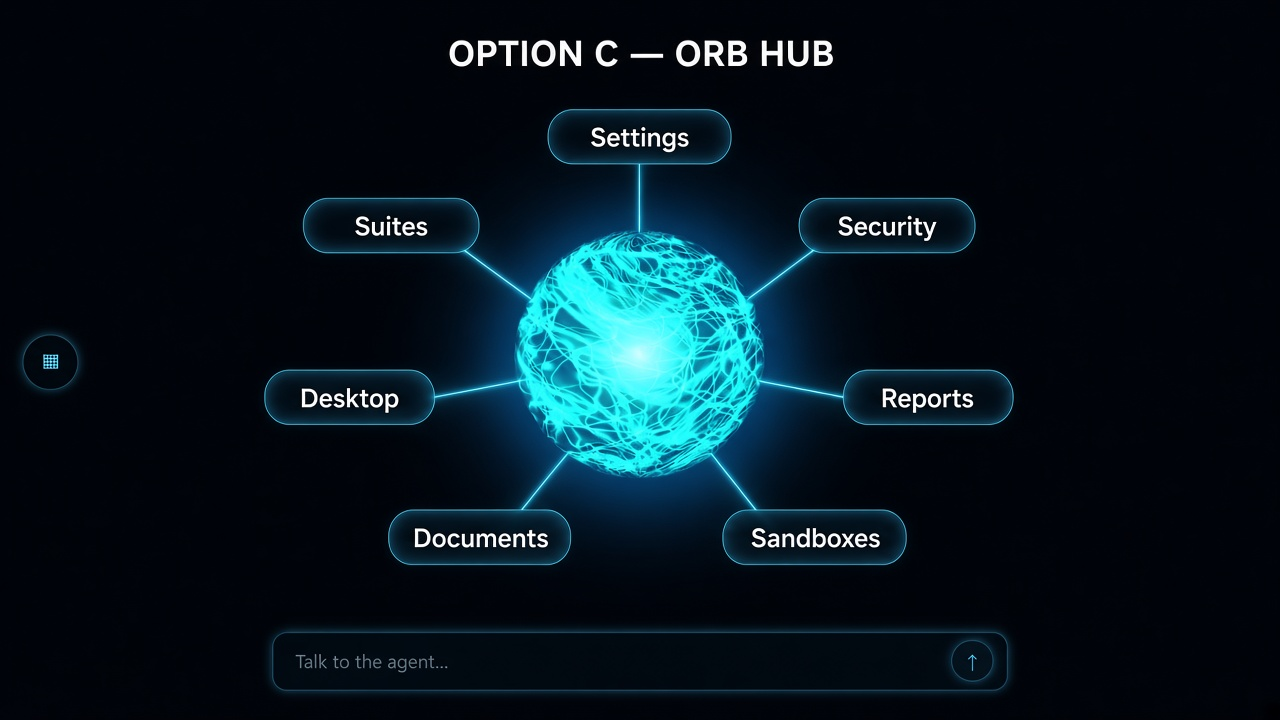 OPTION C — ORB HUB
Settings
Suites
Security
Desktop
Reports
Documents
Sandboxes
Talk to the agent...
↑